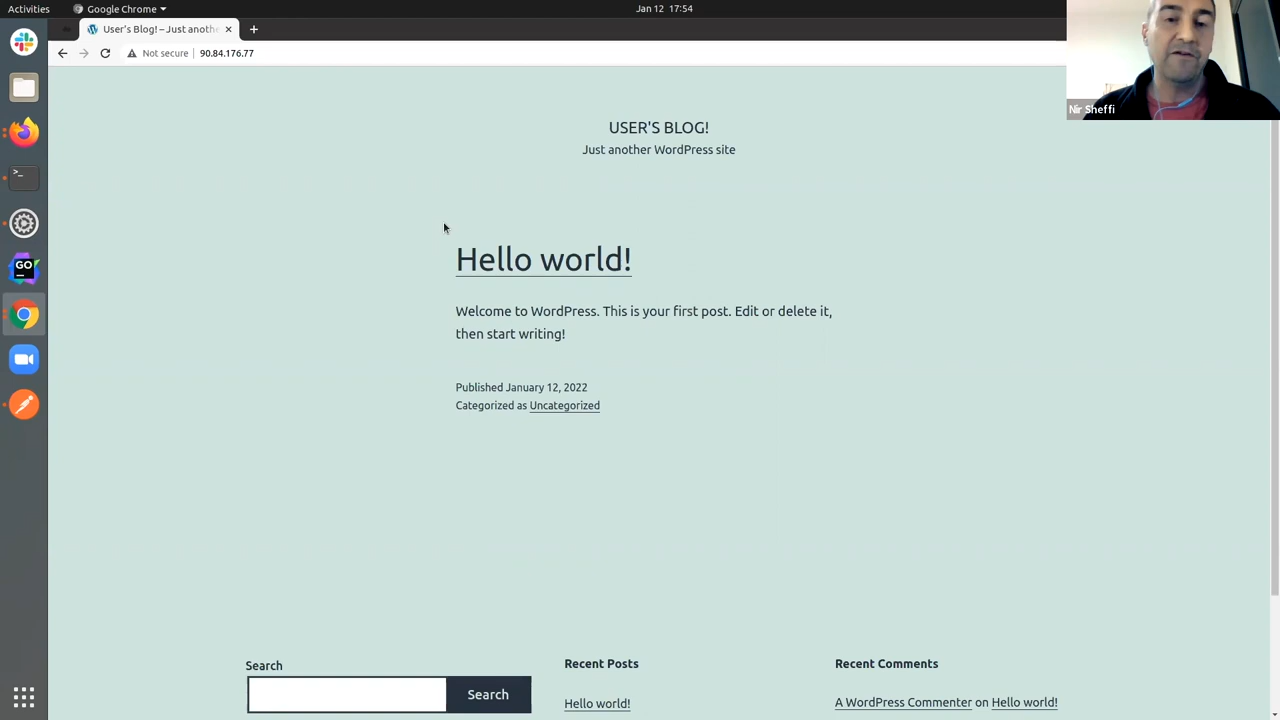 Activities
Google Chrome
Jan 12 17:54
User's Blog! – Just anoth
Not secure
90.84.176.77
Nir Sheffi
USER'S BLOG!
Just another WordPress site
>_
Hello world!
GO
Welcome to WordPress. This is your first post. Edit or delete it,
then start writing!
Published January 12, 2022
Categorized as Uncategorized
Search
Recent Posts
Recent Comments
Search
Hello world!
A WordPress Commenter on Hello world!